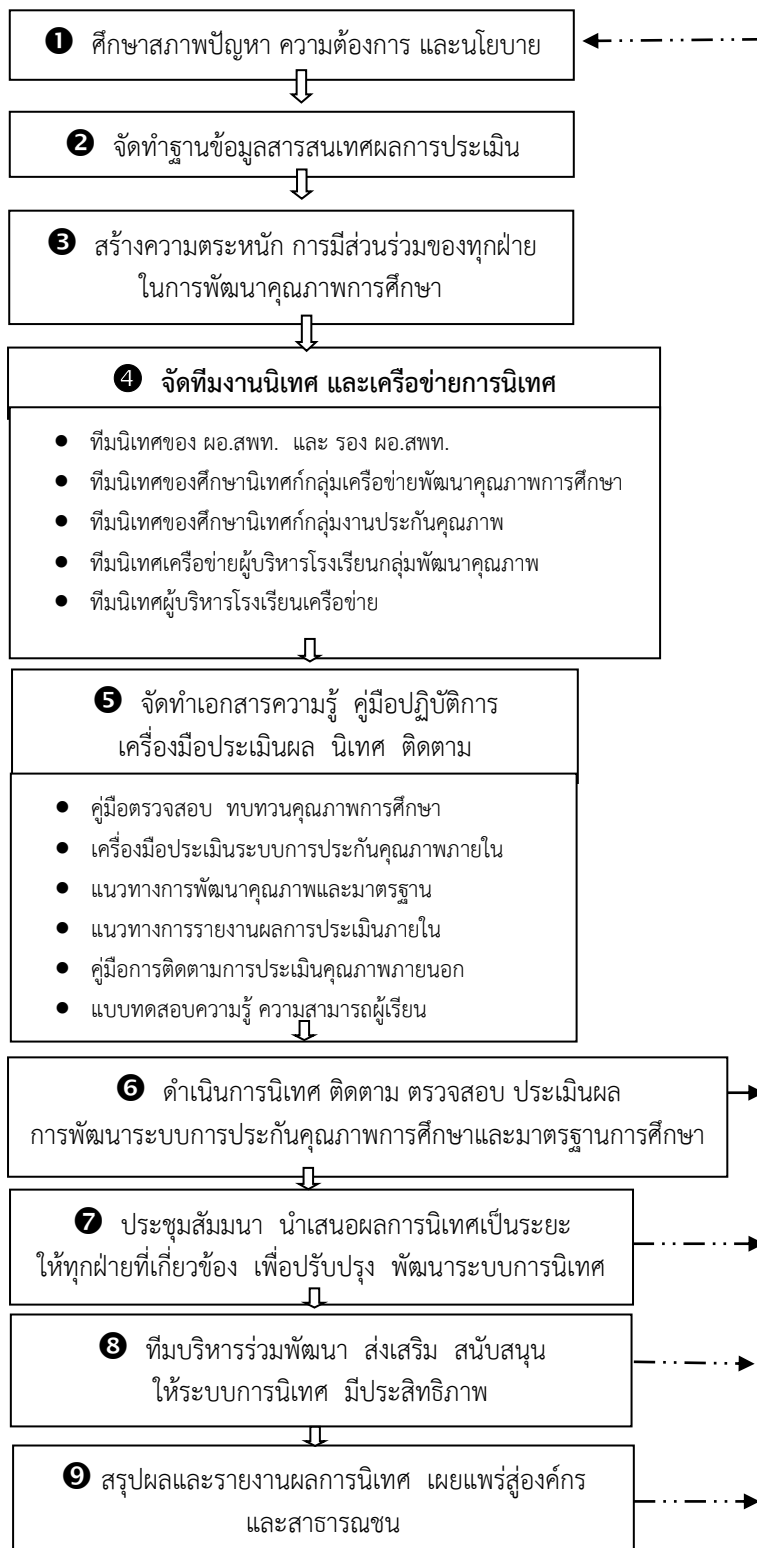 ❶ ศึกษาสภาพปัญหา ความต้องการ และนโยบาย
❷ จัดทำฐานข้อมูลสารสนเทศผลการประเมิน
❸ สร้างความตระหนัก การมีส่วนร่วมของทุกฝ่าย
ในการพัฒนาคุณภาพการศึกษา
❹ จัดทีมงานนิเทศ และเครือข่ายการนิเทศ
● ทีมนิเทศของ ผอ.สพท. และ รอง ผอ.สพท.
● ทีมนิเทศของศึกษานิเทศก์กลุ่มเครือข่ายพัฒนาคุณภาพการศึกษา
● ทีมนิเทศของศึกษานิเทศก์กลุ่มงานประกันคุณภาพ
● ทีมนิเทศเครือข่ายผู้บริหารโรงเรียนกลุ่มพัฒนาคุณภาพ
● ทีมนิเทศผู้บริหารโรงเรียนเครือข่าย
❺ จัดทำเอกสารความรู้ คู่มือปฏิบัติการ
เครื่องมือประเมินผล นิเทศ ติดตาม
● คู่มือตรวจสอบ ทบทวนคุณภาพการศึกษา
● เครื่องมือประเมินระบบการประกันคุณภาพภายใน
● แนวทางการพัฒนาคุณภาพและมาตรฐาน
● แนวทางการรายงานผลการประเมินภายใน
● คู่มือการติดตามการประเมินคุณภาพภายนอก
● แบบทดสอบความรู้ ความสามารถผู้เรียน
❻ ดำเนินการนิเทศ ติดตาม ตรวจสอบ ประเมินผล
การพัฒนาระบบการประกันคุณภาพการศึกษาและมาตรฐานการศึกษา
❼ ประชุมสัมมนา นำเสนอผลการนิเทศเป็นระยะ
ให้ทุกฝ่ายที่เกี่ยวข้อง เพื่อปรับปรุง พัฒนาระบบการนิเทศ
❽ ทีมบริหารร่วมพัฒนา ส่งเสริม สนับสนุน
ให้ระบบการนิเทศ มีประสิทธิภาพ
❾ สรุปผลและรายงานผลการนิเทศ เผยแพร่สู่องค์กร
และสาธารณชน